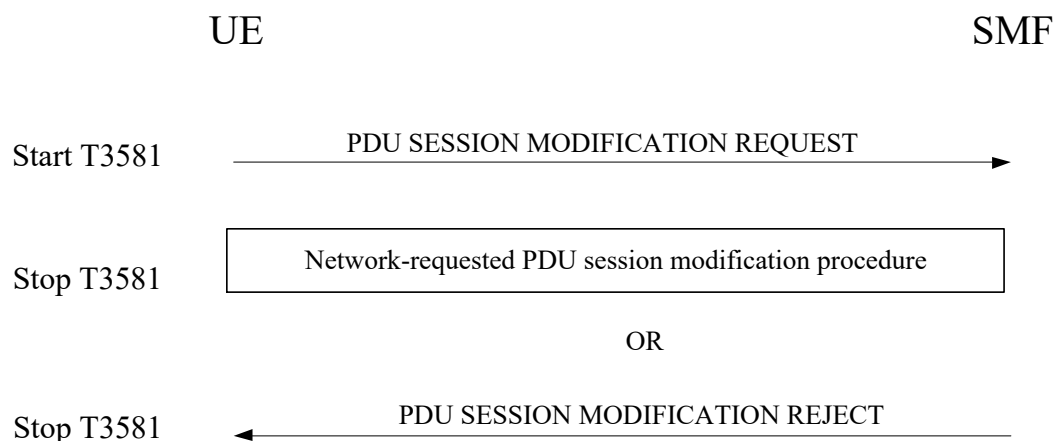 UE SMF
Start T3581 PDU SESSION MODIFICATION REQUEST
Stop T3581 Network-requested PDU session modification procedure
OR
Stop T3581 PDU SESSION MODIFICATION REJECT